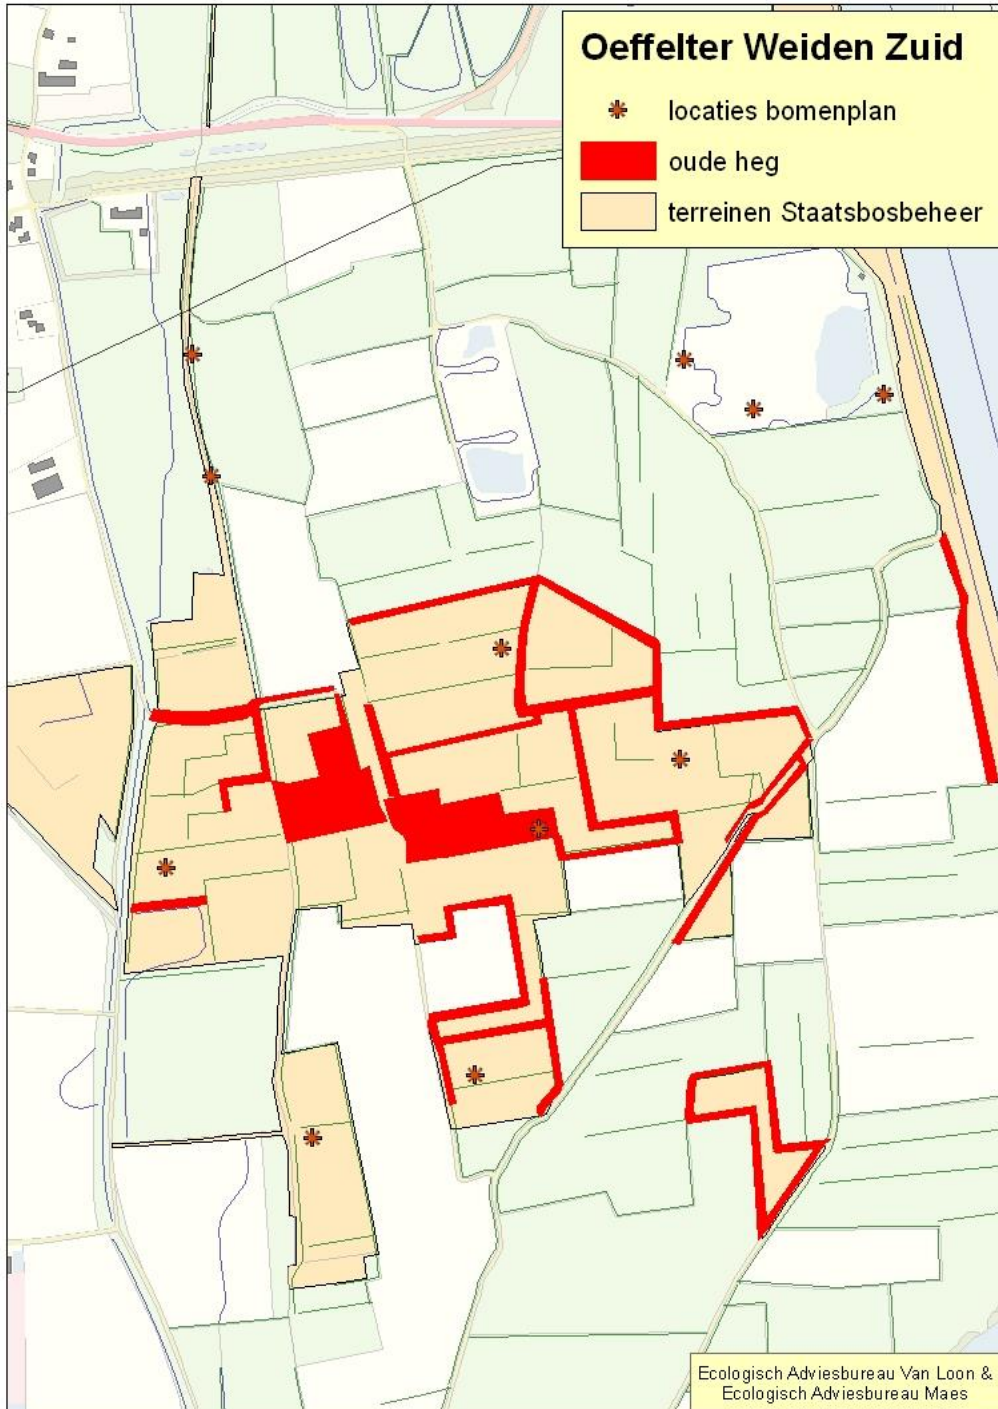 Oeffelter Weiden Zuid
locaties bomenplan
oude heg
terreinen Staatsbosbeheer
Ecologisch Adviesbureau Van Loon &
Ecologisch Adviesbureau Maes